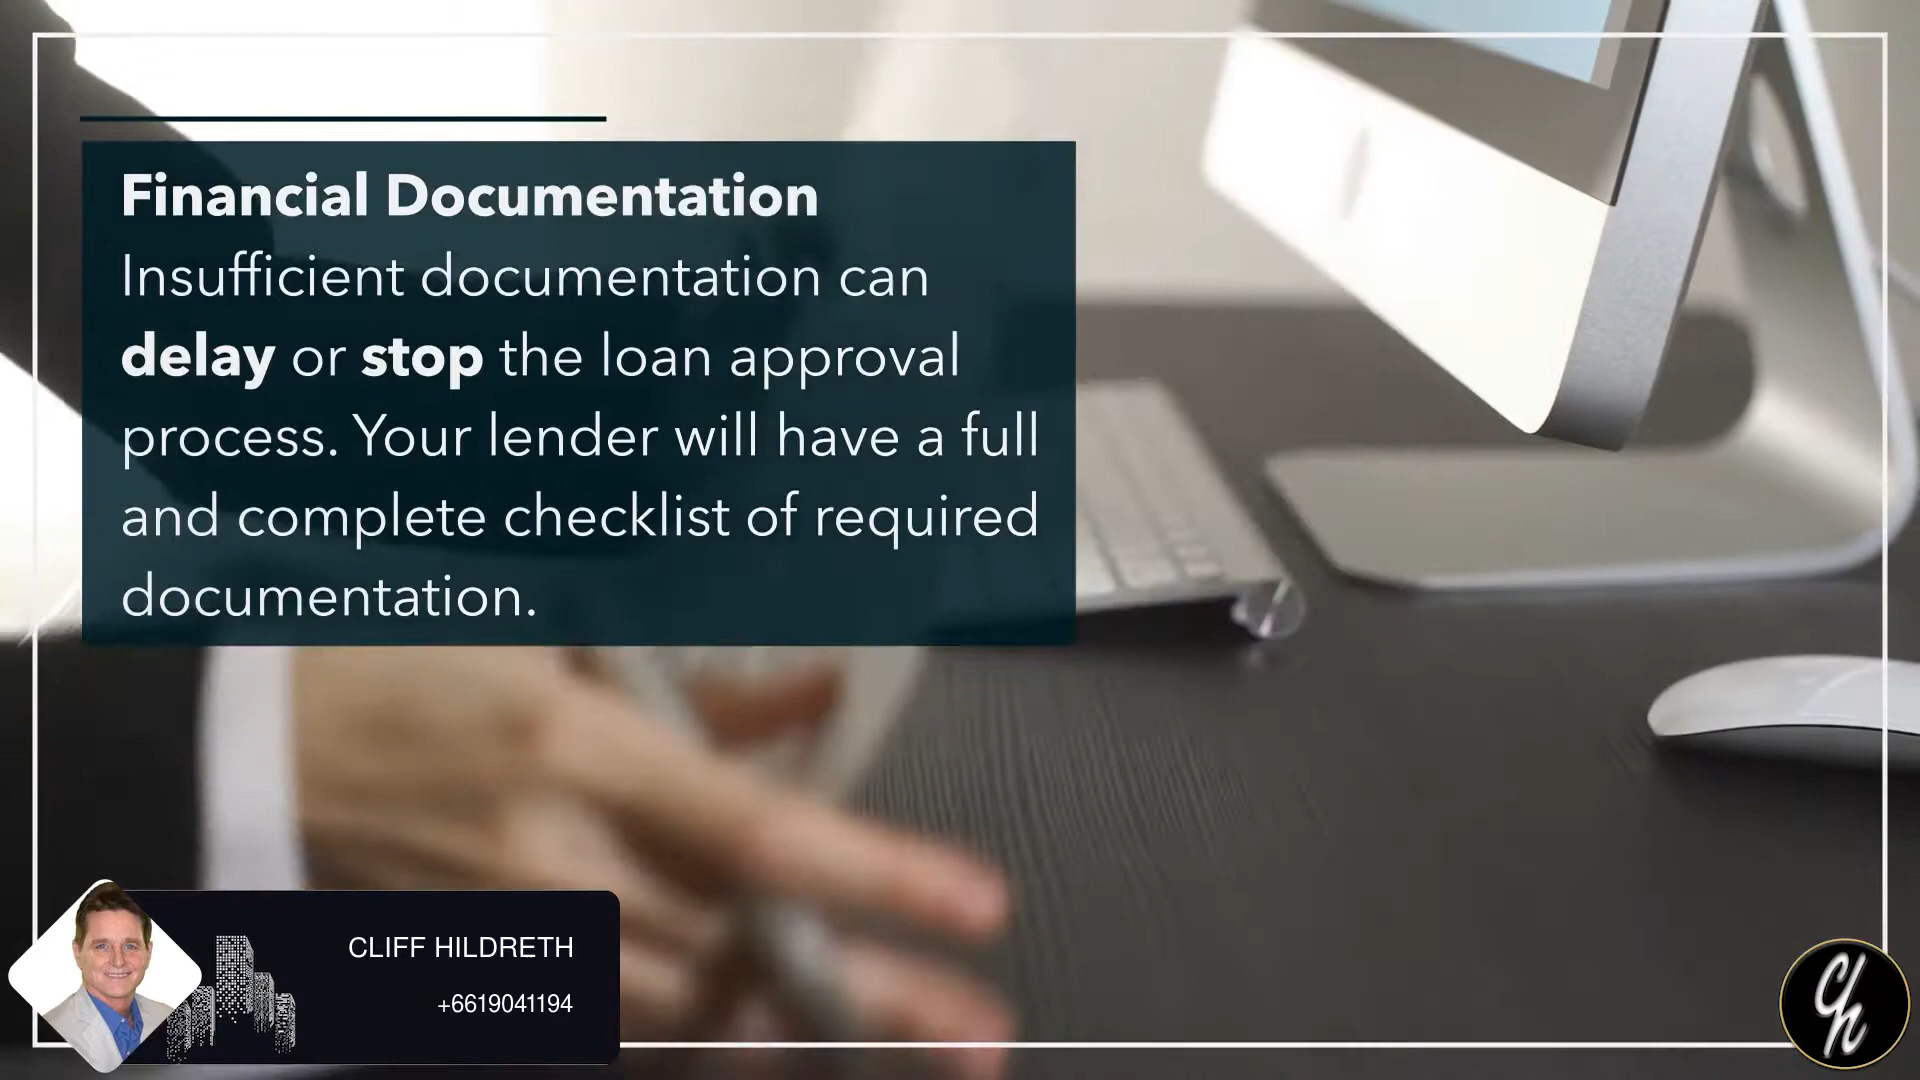 Financial Documentation
Insufficient documentation can
delay or stop the loan approval
process. Your lender will have a full
and complete checklist of required
documentation.
CLIFF HILDRETH
+6619041194
CH